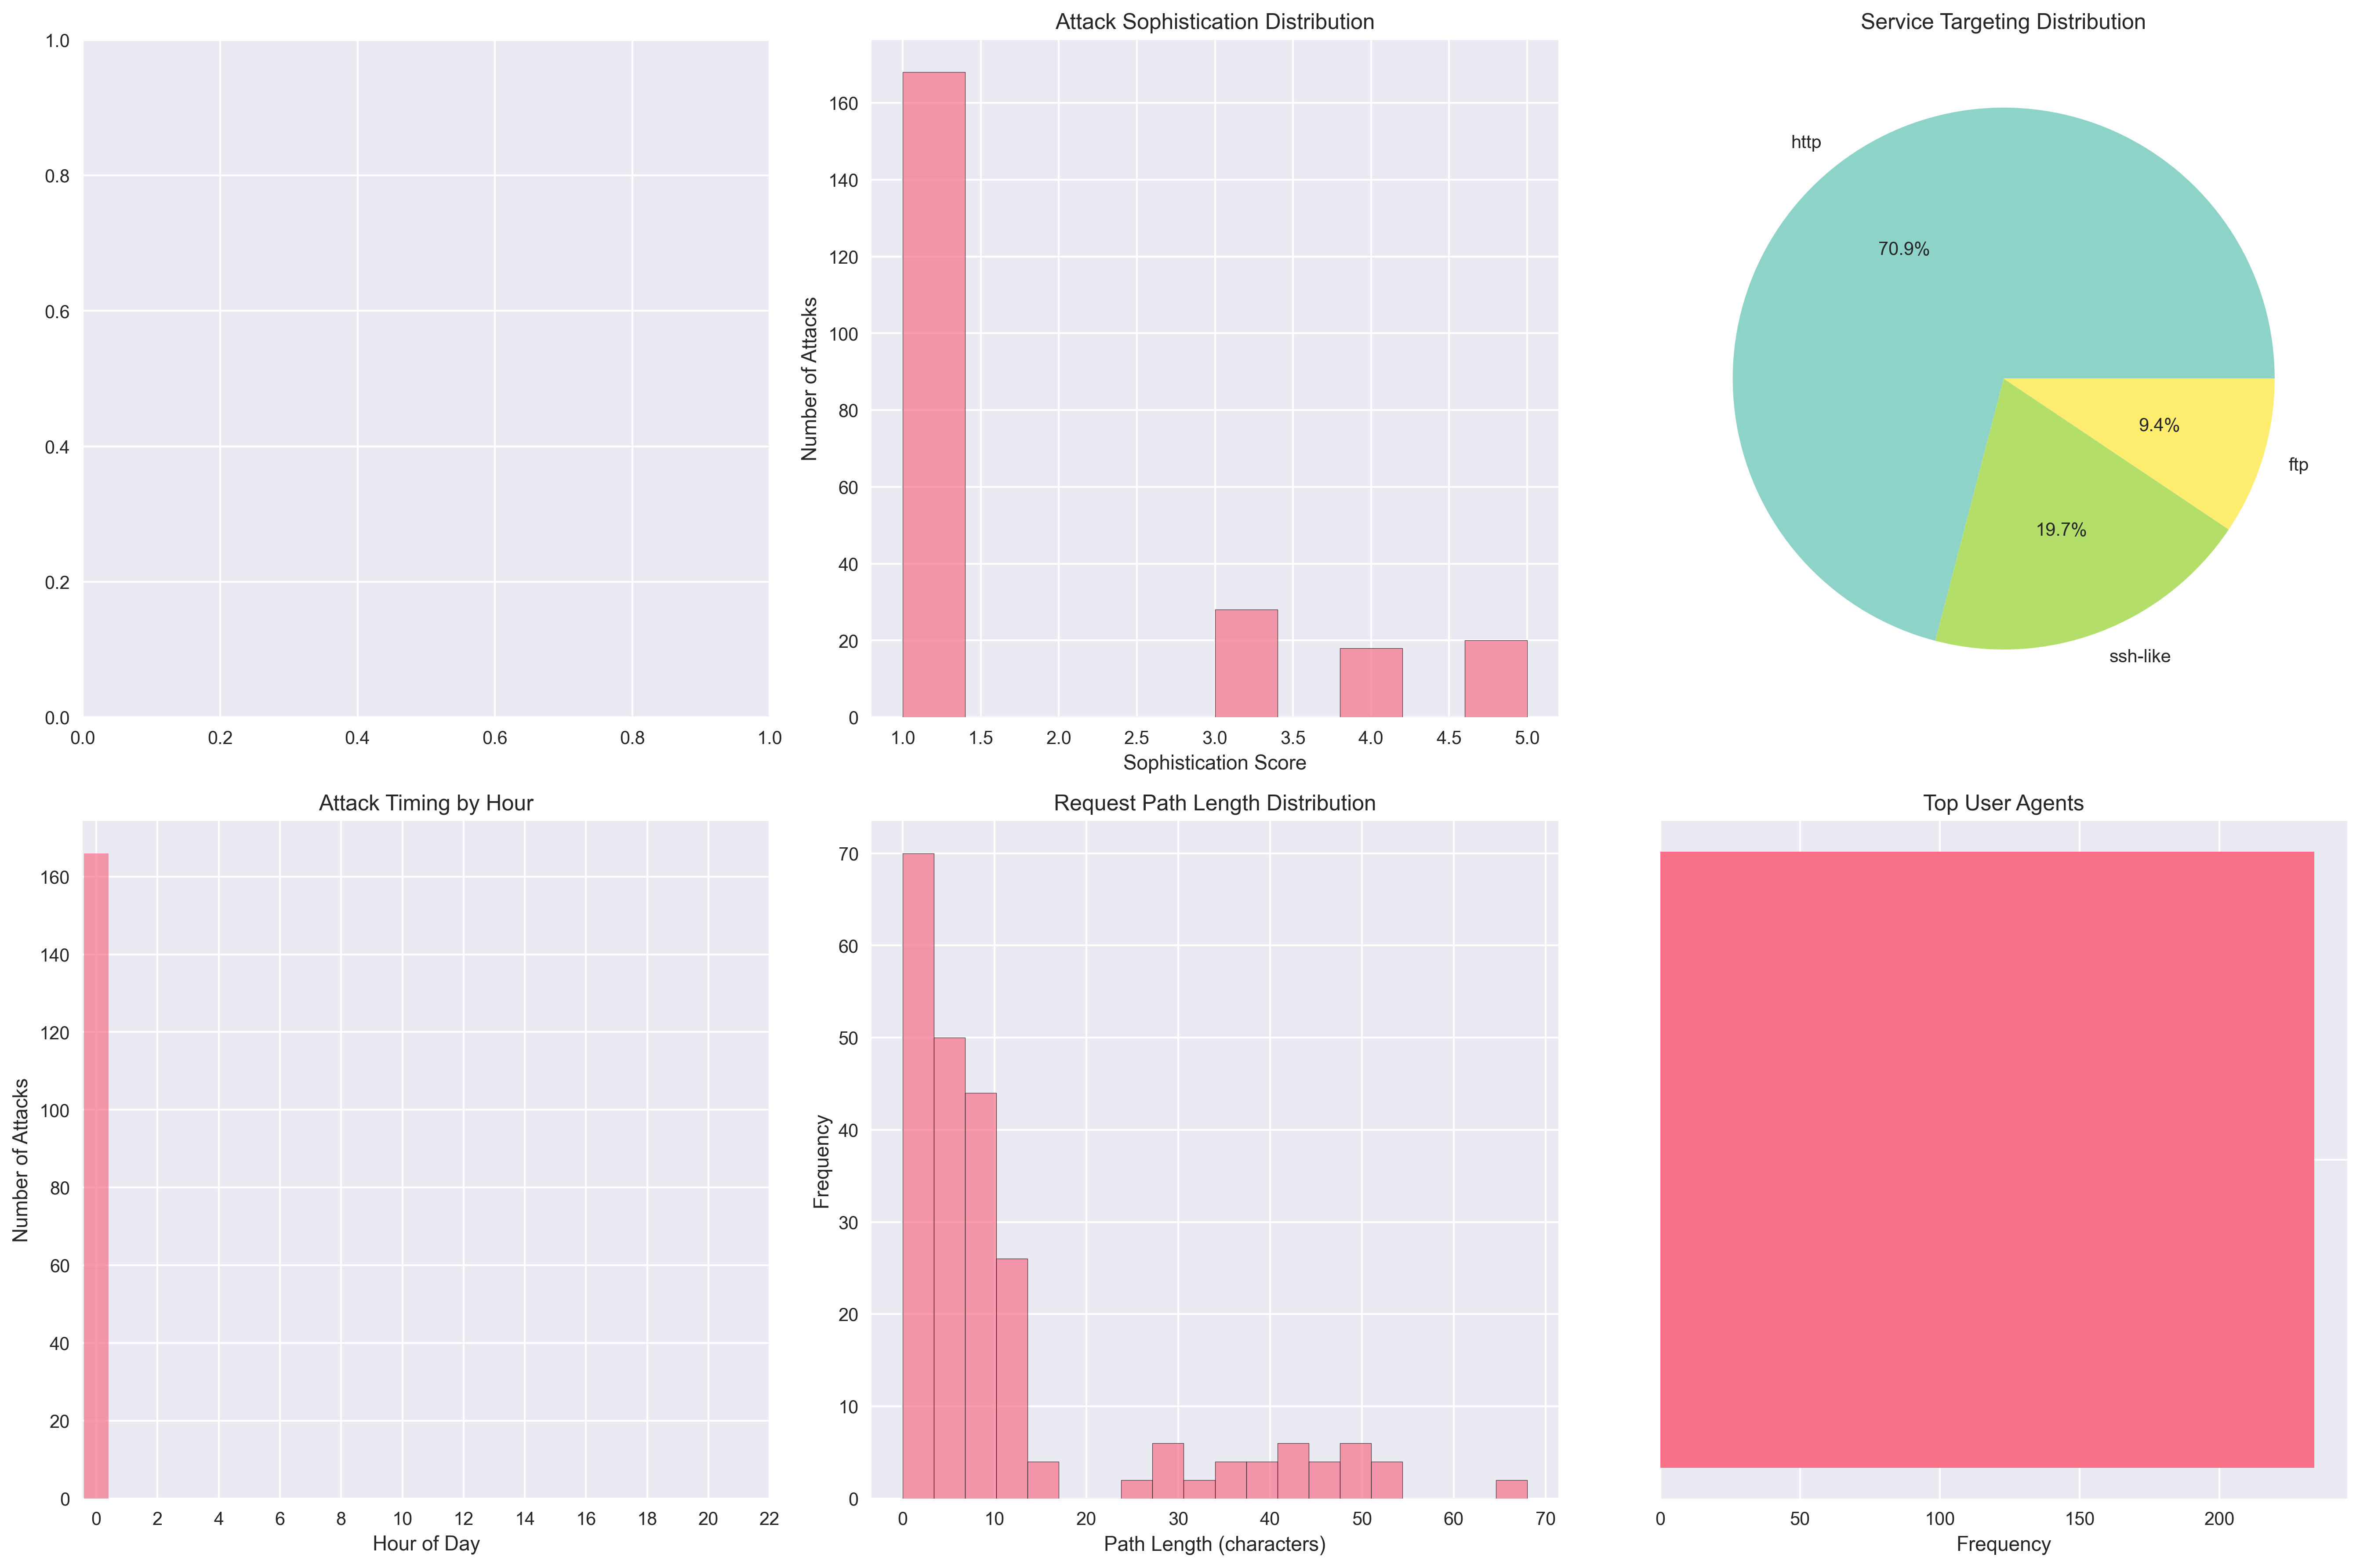 1.0
0.8
0.6
0.4
0.2
0.0
0.0 0.2 0.4 0.6 0.8 1.0
Attack Sophistication Distribution
Number of Attacks
160
140
120
100
80
60
40
20
0
1.0 1.5 2.0 2.5 3.0 3.5 4.0 4.5 5.0
Sophistication Score
Service Targeting Distribution
http
70.9%
9.4%
ftp
19.7%
ssh-like
Attack Timing by Hour
Number of Attacks
160
140
120
100
80
60
40
20
0
0 2 4 6 8 10 12 14 16 18 20 22
Hour of Day
Request Path Length Distribution
Frequency
70
60
50
40
30
20
10
0
0 10 20 30 40 50 60 70
Path Length (characters)
Top User Agents
0 50 100 150 200
Frequency